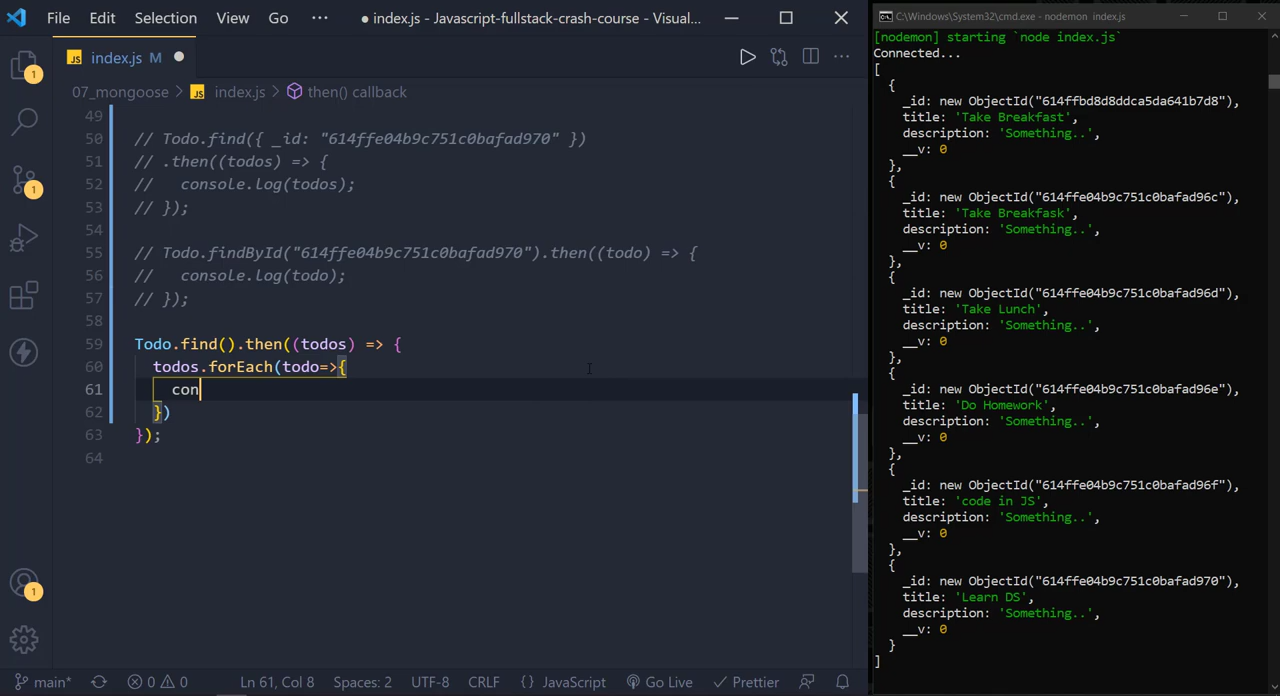 File Edit Selection View Go ··· ● index.js - Javascript-fullstack-crash-course - Visual...
JS index.js M ●
07_mongoose > JS index.js > then() callback
49
50 // Todo.find({ _id: "614ffe04b9c751c0bafad970" })
51 // .then((todos) => {
52 //   console.log(todos);
53 // });
54
55 // Todo.findById("614ffe04b9c751c0bafad970").then((todo) => {
56 //   console.log(todo);
57 // });
58
59 Todo.find().then((todos) => {
60   todos.forEach(todo=>{
61     con
62   })
63 });
64
1
1
1
main* 0 0 Ln 61, Col 8 Spaces: 2 UTF-8 CRLF {} JavaScript Go Live Prettier
C:\Windows\System32\cmd.exe - nodemon index.js
[nodemon] starting `node index.js`
Connected...
[
  {
    _id: new ObjectId("614ffbd8d8ddca5da641b7d8"),
    title: 'Take Breakfast',
    description: 'Something..',
    __v: 0
  },
  {
    _id: new ObjectId("614ffe04b9c751c0bafad96c"),
    title: 'Take Breakfask',
    description: 'Something..',
    __v: 0
  },
  {
    _id: new ObjectId("614ffe04b9c751c0bafad96d"),
    title: 'Take Lunch',
    description: 'Something..',
    __v: 0
  },
  {
    _id: new ObjectId("614ffe04b9c751c0bafad96e"),
    title: 'Do Homework',
    description: 'Something..',
    __v: 0
  },
  {
    _id: new ObjectId("614ffe04b9c751c0bafad96f"),
    title: 'code in JS',
    description: 'Something..',
    __v: 0
  },
  {
    _id: new ObjectId("614ffe04b9c751c0bafad970"),
    title: 'Learn DS',
    description: 'Something..',
    __v: 0
  }
]